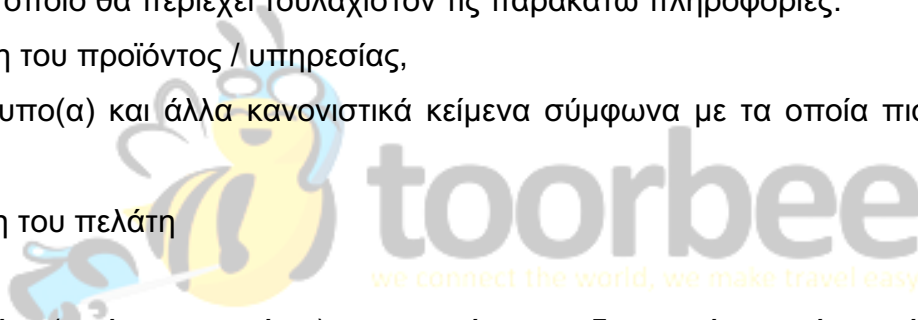 οποίο θα περιέχει τουλάχιστον τις παρακάτω πληροφορίες:
η του προϊόντος / υπηρεσίας,
υπο(α) και άλλα κανονιστικά κείμενα σύμφωνα με τα οποία πισ
toorbee
η του πελάτη
we connect the world, we make travel easy